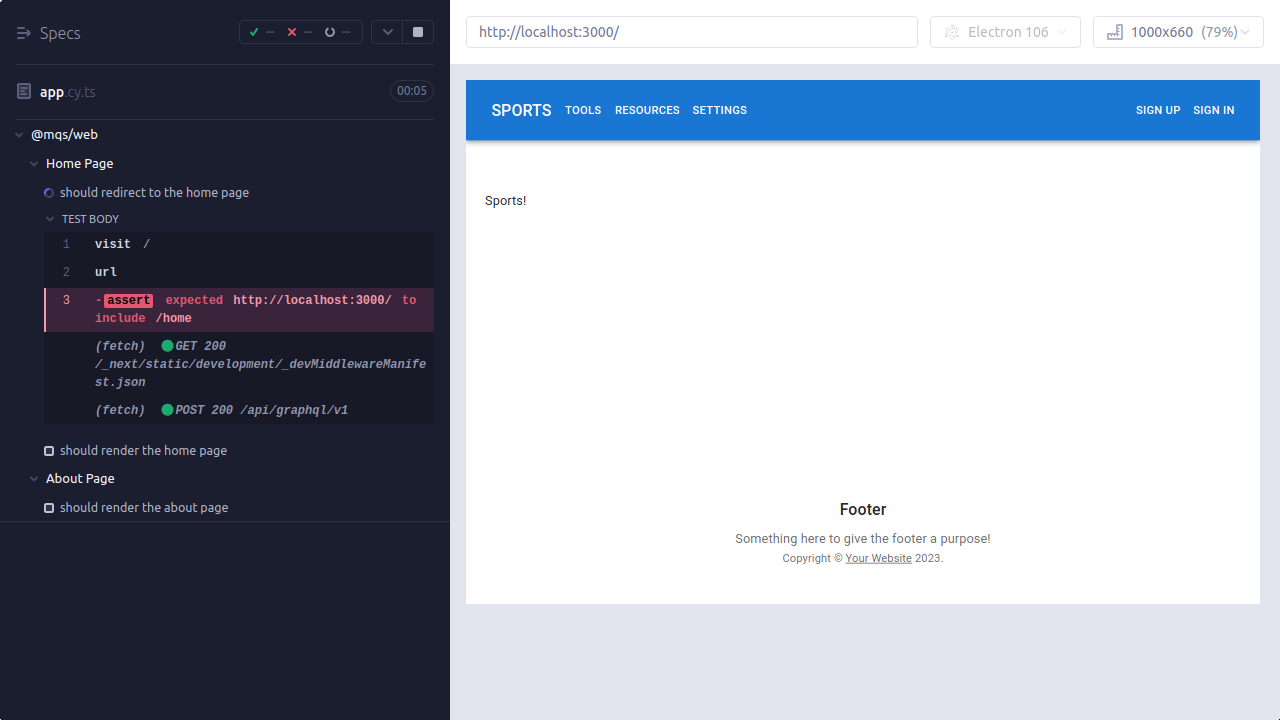 Specs
-- -- --
app.cy.ts 00:05
@mqs/web
Home Page
should redirect to the home page
TEST BODY
1 visit /
2 url
3 -assert expected http://localhost:3000/ to
include /home
(fetch) GET 200
/_next/static/development/_devMiddlewareManife
st.json
(fetch) POST 200 /api/graphql/v1
should render the home page
About Page
should render the about page
http://localhost:3000/
Electron 106
1000x660 (79%)
SPORTS TOOLS RESOURCES SETTINGS SIGN UP SIGN IN
Sports!
Footer
Something here to give the footer a purpose!
Copyright © Your Website 2023.